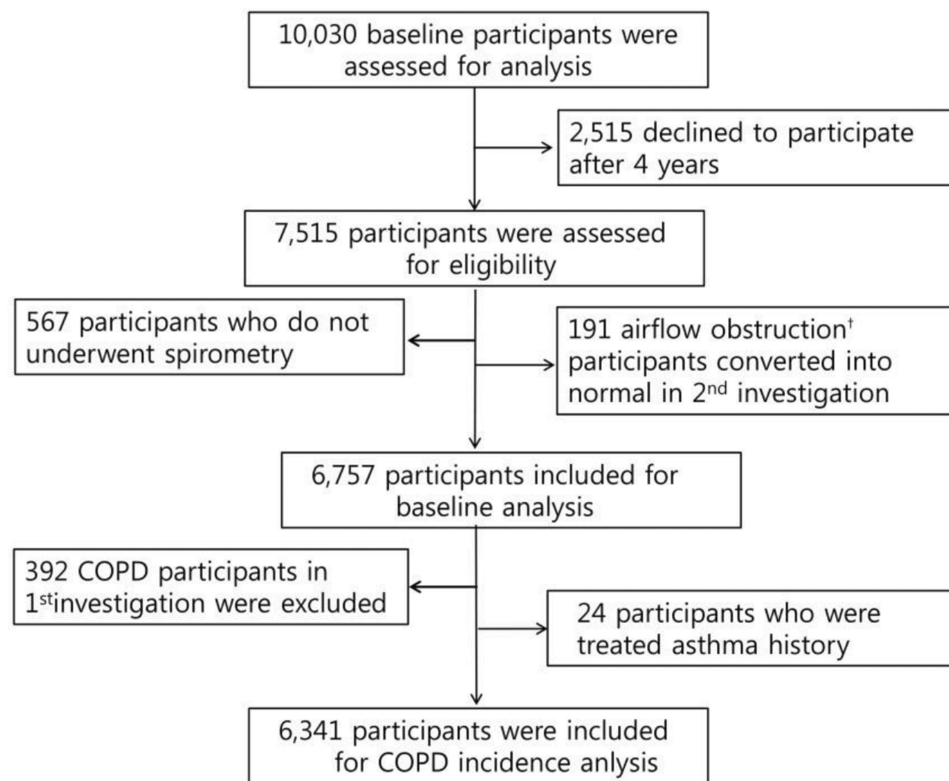 10,030 baseline participants were
assessed for analysis
2,515 declined to participate
after 4 years
7,515 participants were assessed
for eligibility
567 participants who do not
underwent spirometry
191 airflow obstruction†
participants converted into
normal in 2nd investigation
6,757 participants included for
baseline analysis
392 COPD participants in
1stinvestigation were excluded
24 participants who were
treated asthma history
6,341 participants were included
for COPD incidence anlysis